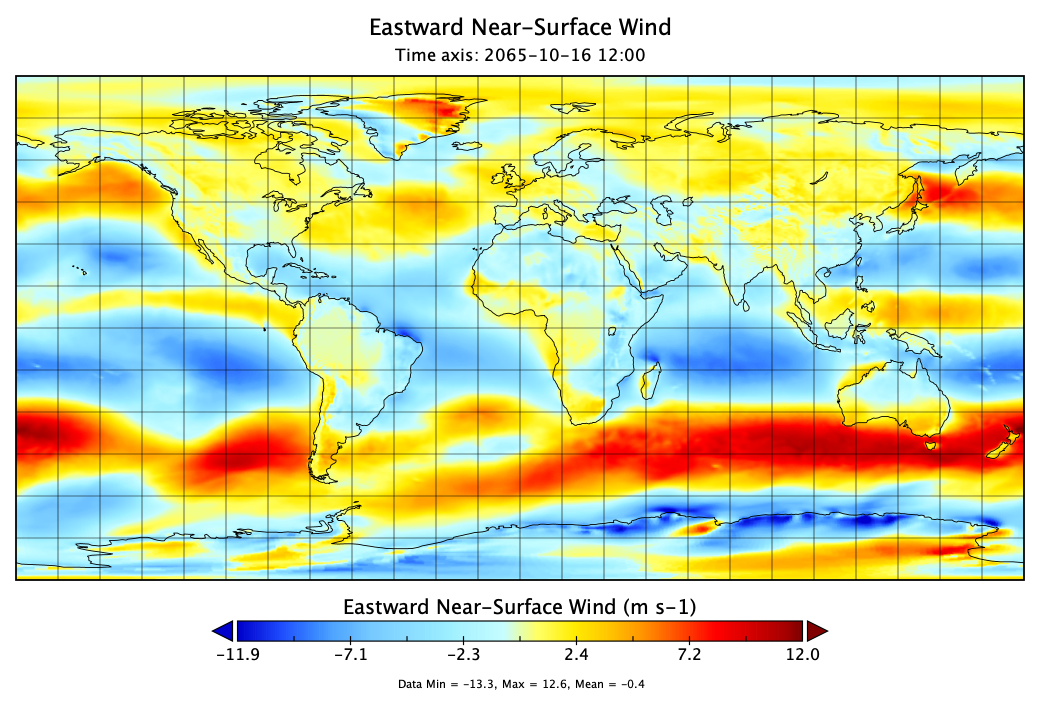 Eastward Near-Surface Wind
Time axis: 2065-10-16 12:00
Eastward Near-Surface Wind (m s-1)
-11.9 -7.1 -2.3 2.4 7.2 12.0
Data Min = -13.3, Max = 12.6, Mean = -0.4